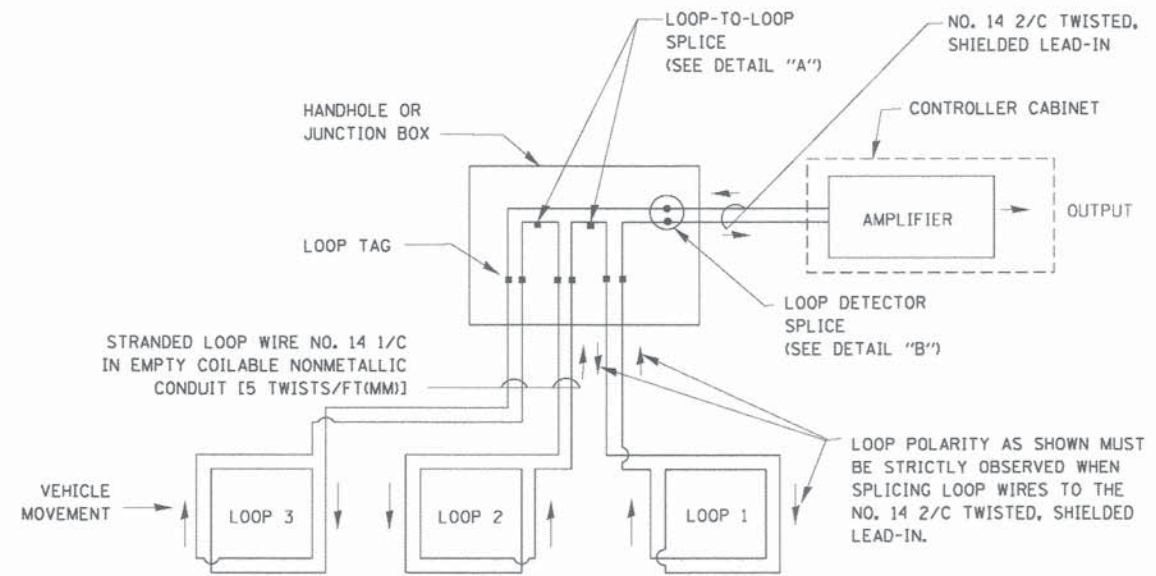 LOOP-TO-LOOP
SPLICE
(SEE DETAIL "A")
NO. 14 2/C TWISTED,
SHIELDED LEAD-IN
HANDHOLE OR
JUNCTION BOX
CONTROLLER CABINET
AMPLIFIER
OUTPUT
LOOP TAG
LOOP DETECTOR
SPLICE
(SEE DETAIL "B")
STRANDED LOOP WIRE NO. 14 1/C
IN EMPTY COILABLE NONMETALLIC
CONDUIT [5 TWISTS/FT(MM)]
LOOP POLARITY AS SHOWN MUST
BE STRICTLY OBSERVED WHEN
SPLICING LOOP WIRES TO THE
NO. 14 2/C TWISTED, SHIELDED
LEAD-IN.
VEHICLE
MOVEMENT
LOOP 3
LOOP 2
LOOP 1